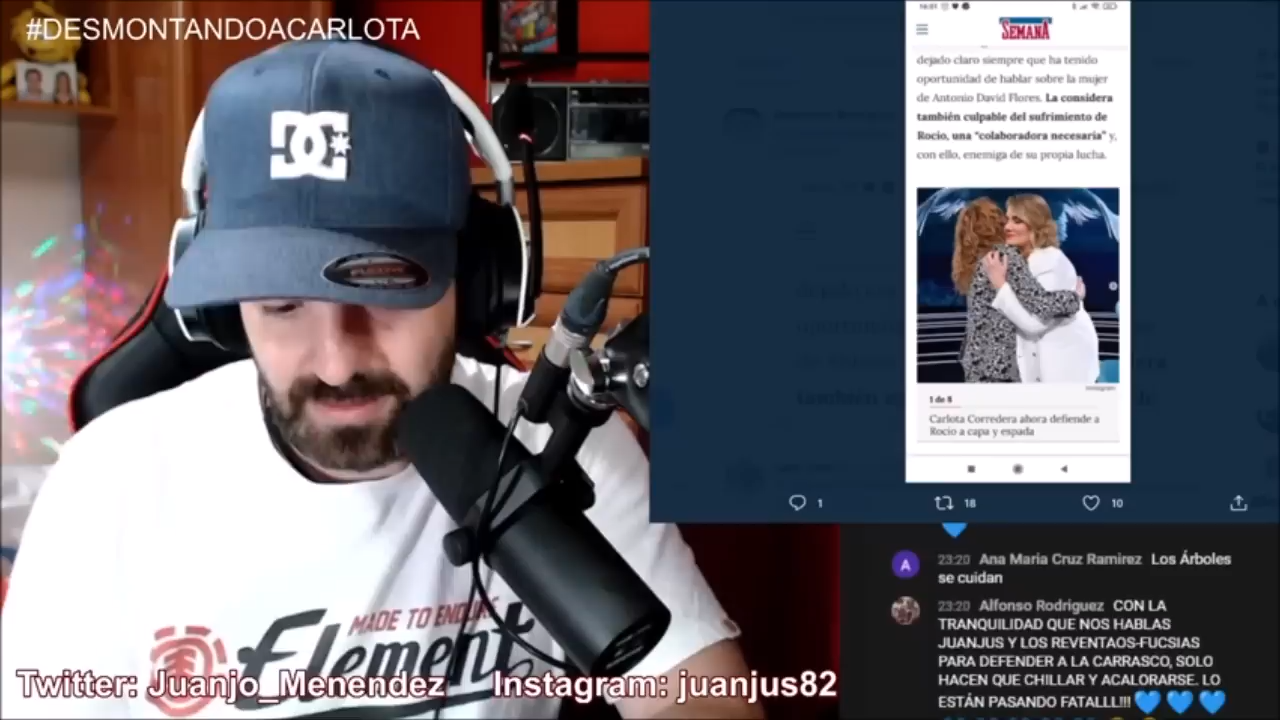 #DESMONTANDOACARLOTA
DC
FLEXFIT
MADE TO ENDURE
Element
Twitter: Juanjo_Menendez
Instagram: juanjus82
16:51
SEMANA
dejado claro siempre que ha tenido
oportunidad de hablar sobre la mujer
de Antonio David Flores. La considera
también culpable del sufrimiento de
Rocío, una “colaboradora necesaria” y,
con ello, enemiga de su propia lucha.
Instagram
1 de 8
Carlota Corredera ahora defiende a
Rocío a capa y espada
1
18
10
A
23:20 Ana Maria Cruz Ramirez Los Árboles
se cuidan
23:20 Alfonso Rodriguez CON LA
TRANQUILIDAD QUE NOS HABLAS
JUANJUS Y LOS REVENTAOS-FUCSIAS
PARA DEFENDER A LA CARRASCO, SOLO
HACEN QUE CHILLAR Y ACALORARSE. LO
ESTÁN PASANDO FATALLL!!!